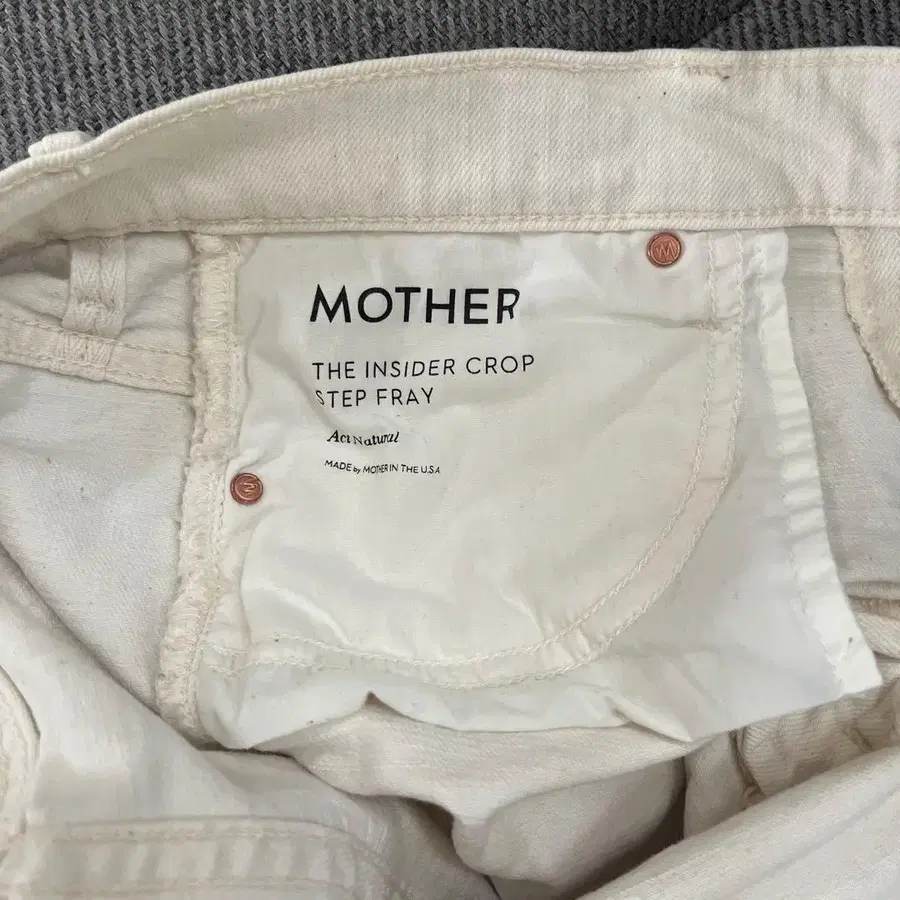 MOTHER
THE INSIDER CROP
STEP FRAY
Act Natural
MADE by MOTHER IN THE U.S.A